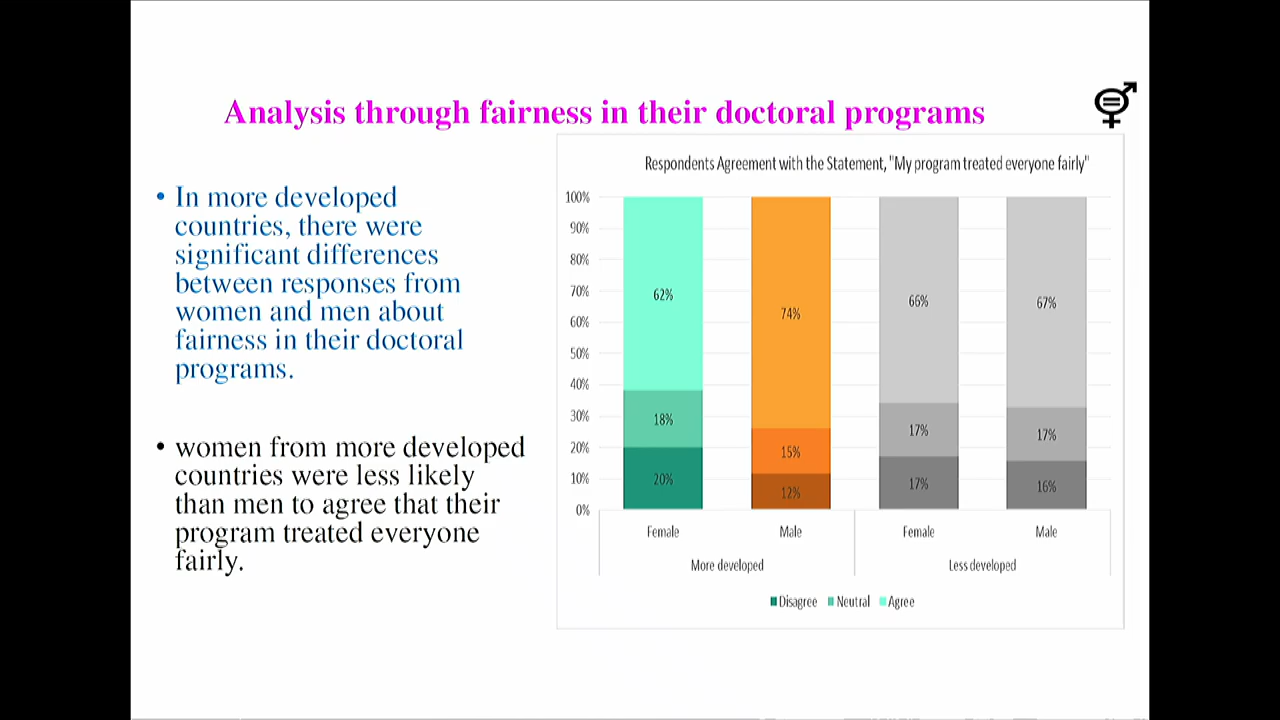 Analysis through fairness in their doctoral programs
• In more developed
countries, there were
significant differences
between responses from
women and men about
fairness in their doctoral
programs.
• women from more developed
countries were less likely
than men to agree that their
program treated everyone
fairly.
Respondents Agreement with the Statement, "My program treated everyone fairly"
100%
90%
80%
70%
60%
50%
40%
30%
20%
10%
0%
62%
18%
20%
74%
15%
12%
66%
17%
17%
67%
17%
16%
Female Male Female Male
More developed Less developed
Disagree Neutral Agree